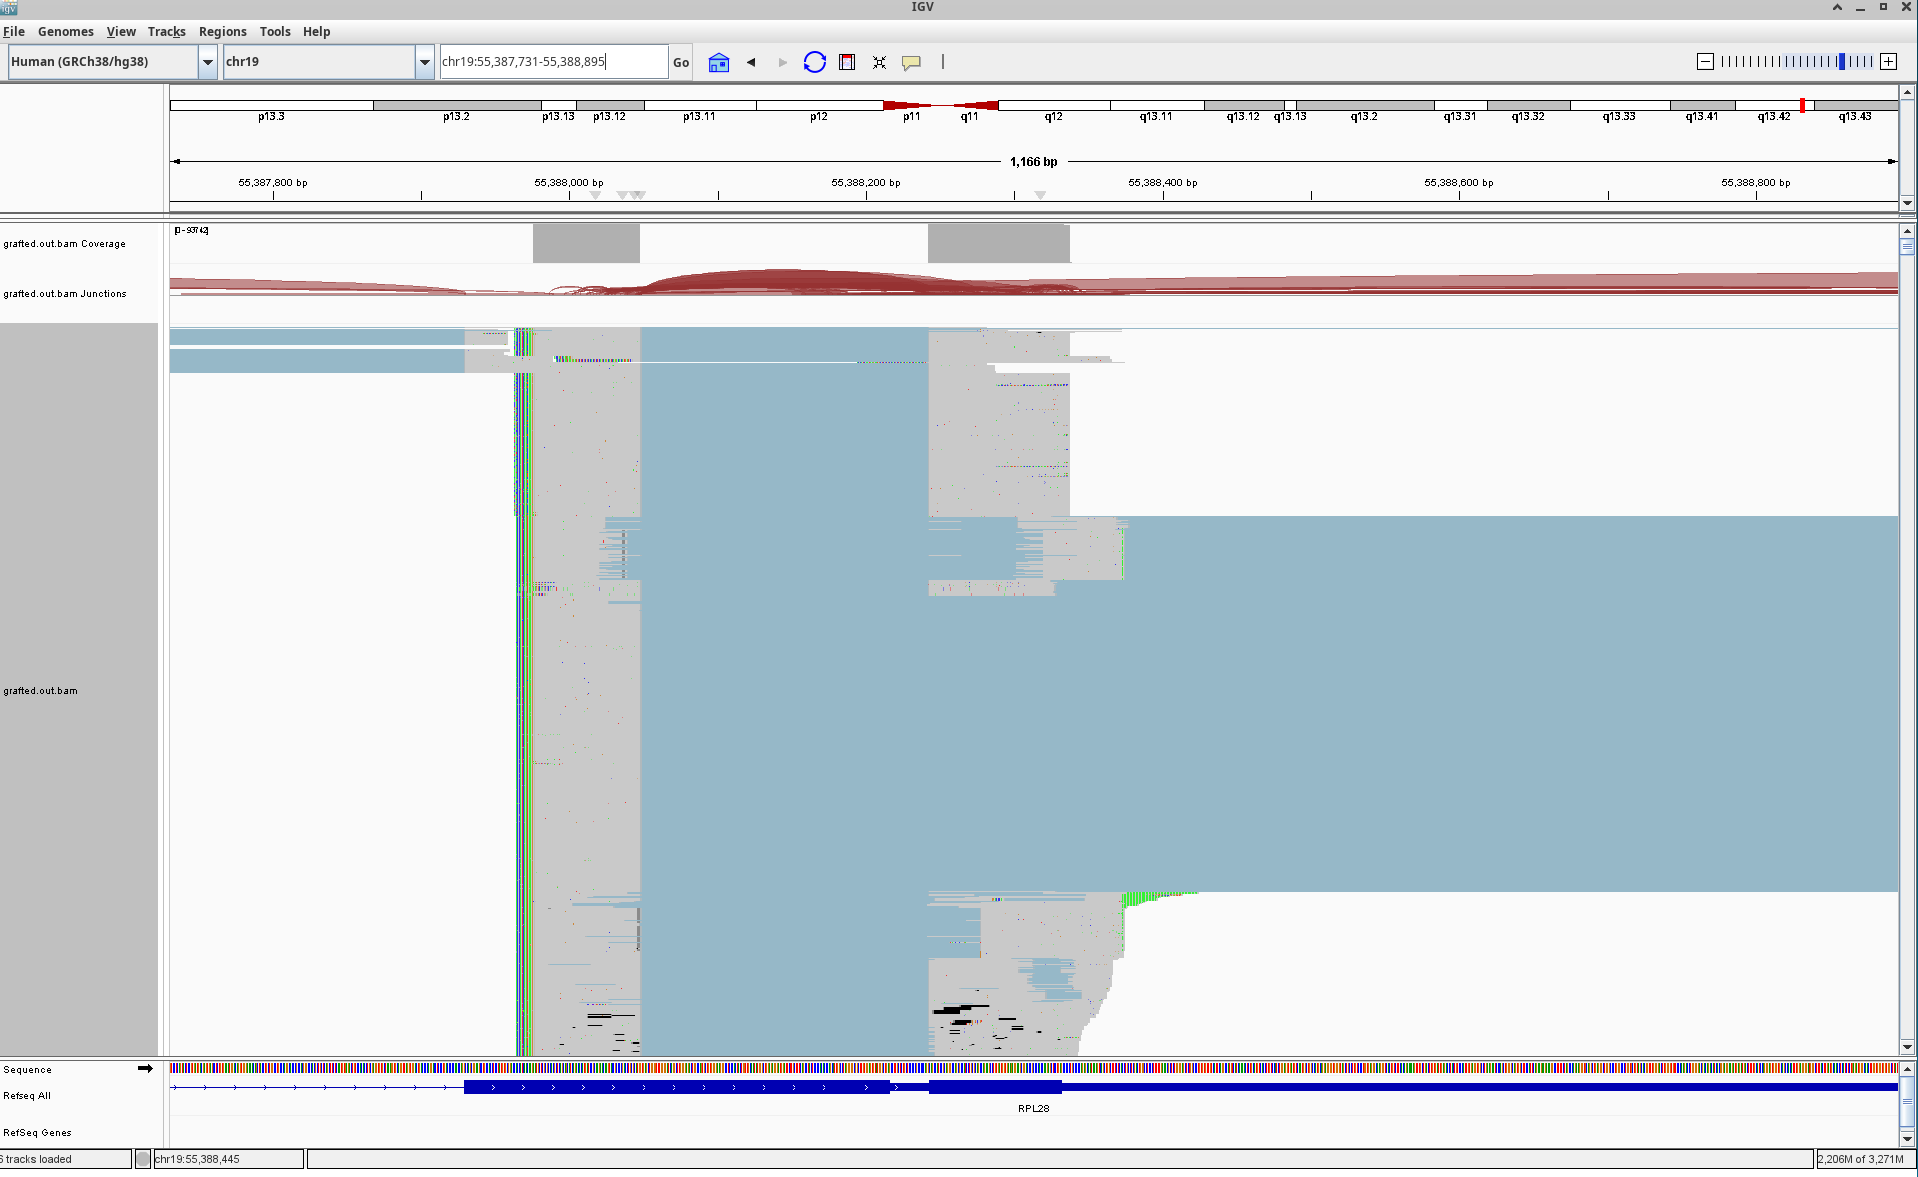 IGV
igv
File Genomes View Tracks Regions Tools Help
Human (GRCh38/hg38) chr19 chr19:55,387,731-55,388,895 Go
p13.3 p13.2 p13.13 p13.12 p13.11 p12 p11 q11 q12 q13.11 q13.12 q13.13 q13.2 q13.31 q13.32 q13.33 q13.41 q13.42 q13.43
1,166 bp
55,387,800 bp 55,388,000 bp 55,388,200 bp 55,388,400 bp 55,388,600 bp 55,388,800 bp
[0 - 93742]
grafted.out.bam Coverage
grafted.out.bam Junctions
grafted.out.bam
Sequence
Refseq All
RPL28
RefSeq Genes
6 tracks loaded chr19:55,388,445 2,206M of 3,271M